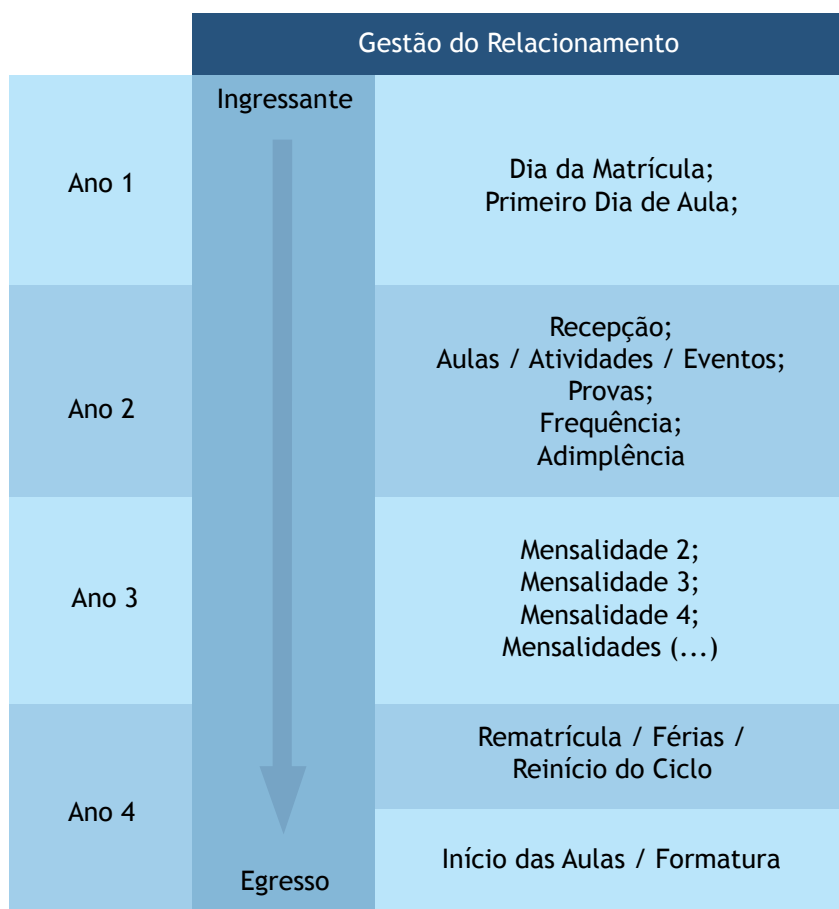 Gestão do Relacionamento
Ingressante
Ano 1
Dia da Matrícula;
Primeiro Dia de Aula;
Ano 2
Recepção;
Aulas / Atividades / Eventos;
Provas;
Frequência;
Adimplência
Ano 3
Mensalidade 2;
Mensalidade 3;
Mensalidade 4;
Mensalidades (...)
Ano 4
Rematrícula / Férias /
Reinício do Ciclo
Início das Aulas / Formatura
Egresso